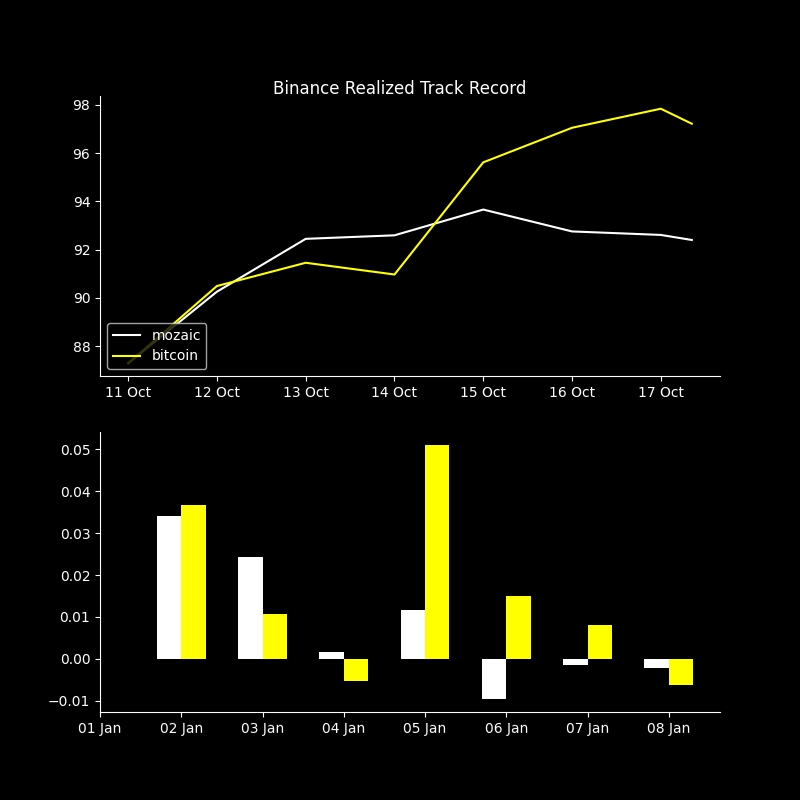 Binance Realized Track Record
98
96
94
92
90
88
mozaic
bitcoin
11 Oct 12 Oct 13 Oct 14 Oct 15 Oct 16 Oct 17 Oct
0.05
0.04
0.03
0.02
0.01
0.00
−0.01
01 Jan 02 Jan 03 Jan 04 Jan 05 Jan 06 Jan 07 Jan 08 Jan